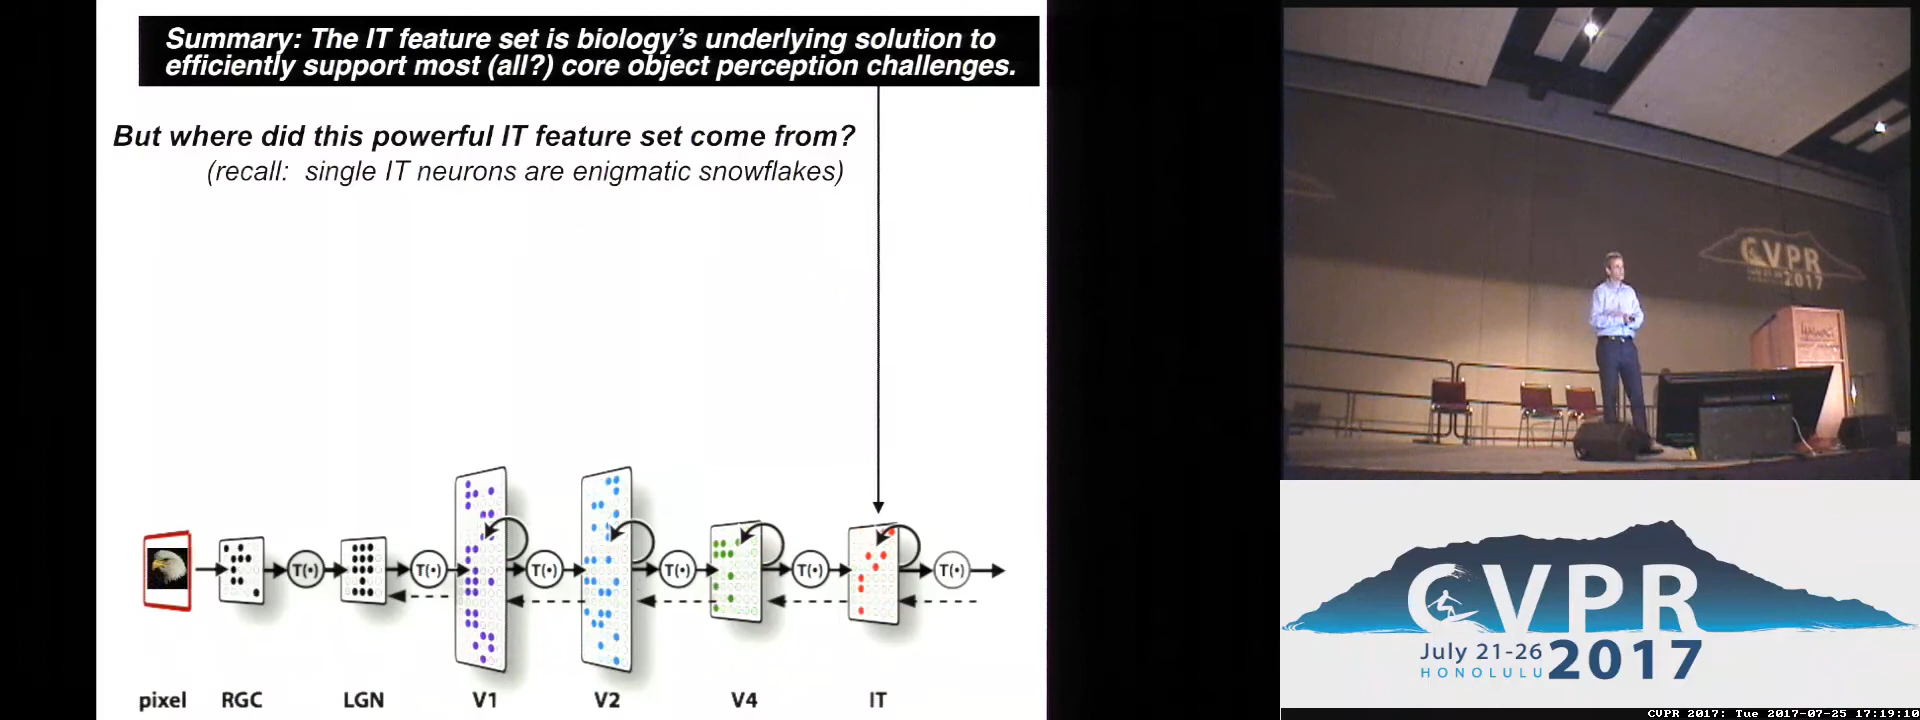 Summary: The IT feature set is biology's underlying solution to
efficiently support most (all?) core object perception challenges.
But where did this powerful IT feature set come from?
(recall: single IT neurons are enigmatic snowflakes)
T(•) T(•) T(•) T(•) T(•) T(•)
pixel RGC LGN V1 V2 V4 IT
CVPR
2017
CVPR
July 21-26
HONOLULU
2017
CVPR 2017: Tue 2017-07-25 17:19:10